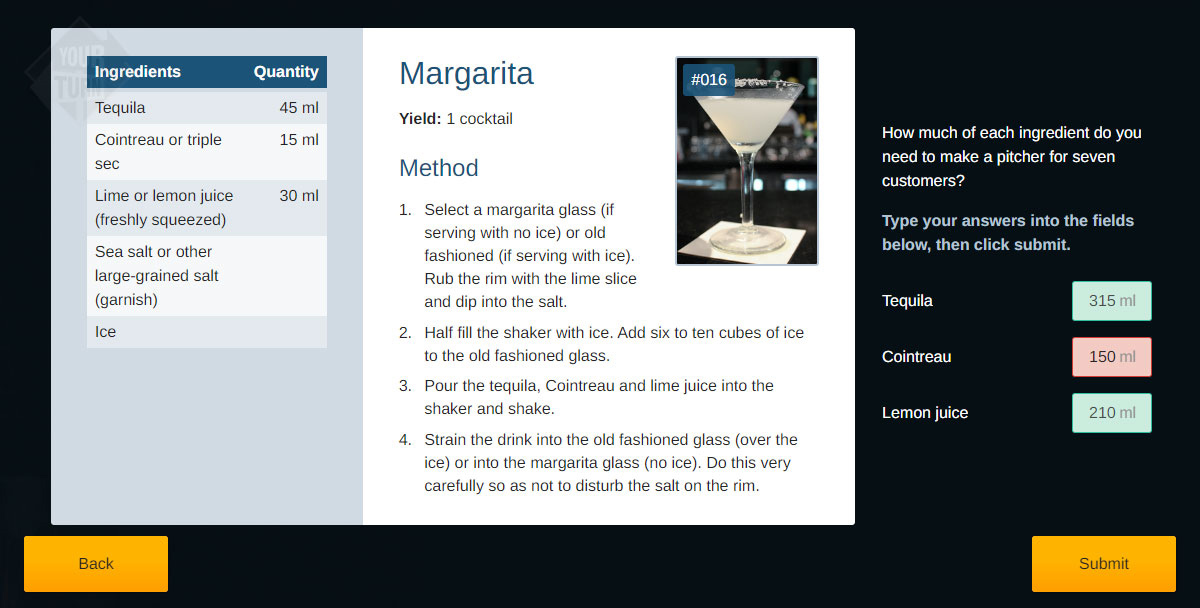 YOUR
TURN
Ingredients Quantity
Tequila 45 ml
Cointreau or triple 15 ml
sec
Lime or lemon juice 30 ml
(freshly squeezed)
Sea salt or other
large-grained salt
(garnish)
Ice
Margarita
Yield: 1 cocktail
#016
Method
1. Select a margarita glass (if
serving with no ice) or old
fashioned (if serving with ice).
Rub the rim with the lime slice
and dip into the salt.
2. Half fill the shaker with ice. Add six to ten cubes of ice
to the old fashioned glass.
3. Pour the tequila, Cointreau and lime juice into the
shaker and shake.
4. Strain the drink into the old fashioned glass (over the
ice) or into the margarita glass (no ice). Do this very
carefully so as not to disturb the salt on the rim.
How much of each ingredient do you
need to make a pitcher for seven
customers?
Type your answers into the fields
below, then click submit.
Tequila 315 ml
Cointreau 150 ml
Lemon juice 210 ml
Back
Submit